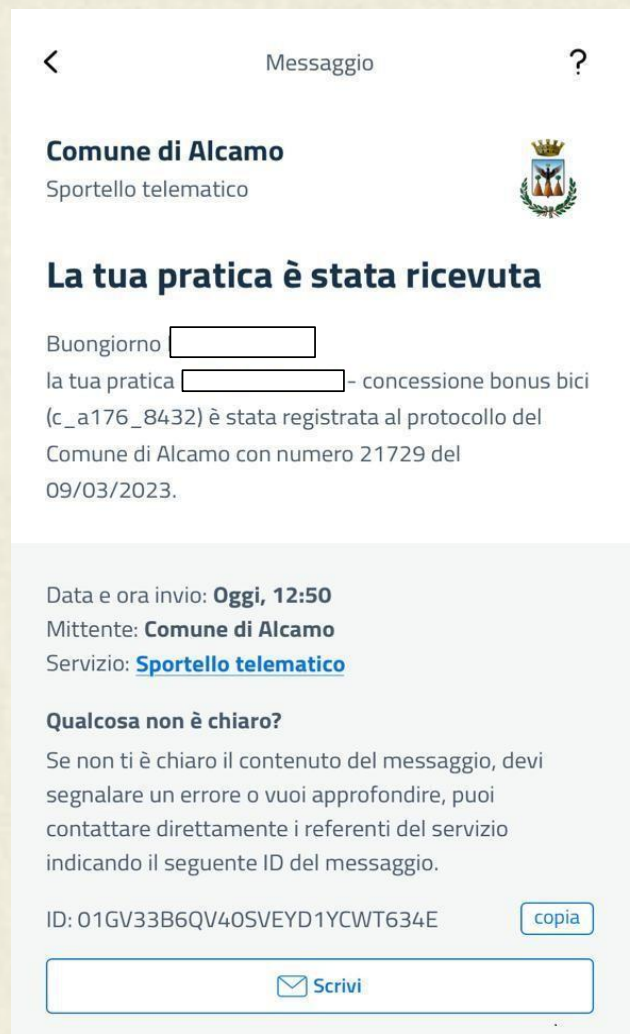 Messaggio
?
Comune di Alcamo
Sportello telematico
La tua pratica è stata ricevuta
Buongiorno
la tua pratica - concessione bonus bici
(c_a176_8432) è stata registrata al protocollo del
Comune di Alcamo con numero 21729 del
09/03/2023.
Data e ora invio: Oggi, 12:50
Mittente: Comune di Alcamo
Servizio: Sportello telematico
Qualcosa non è chiaro?
Se non ti è chiaro il contenuto del messaggio, devi
segnalare un errore o vuoi approfondire, puoi
contattare direttamente i referenti del servizio
indicando il seguente ID del messaggio.
ID: 01GV33B6QV40SVEYD1YCWT634E
copia
Scrivi